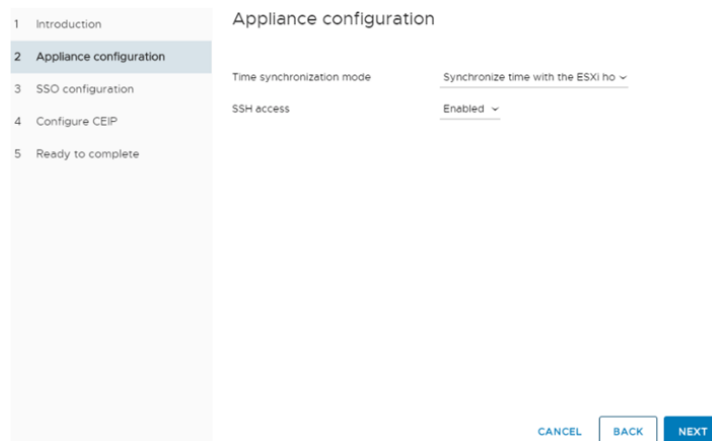 1 Introduction
2 Appliance configuration
3 SSO configuration
4 Configure CEIP
5 Ready to complete
Appliance configuration
Time synchronization mode Synchronize time with the ESXi ho
SSH access Enabled
CANCEL BACK NEXT